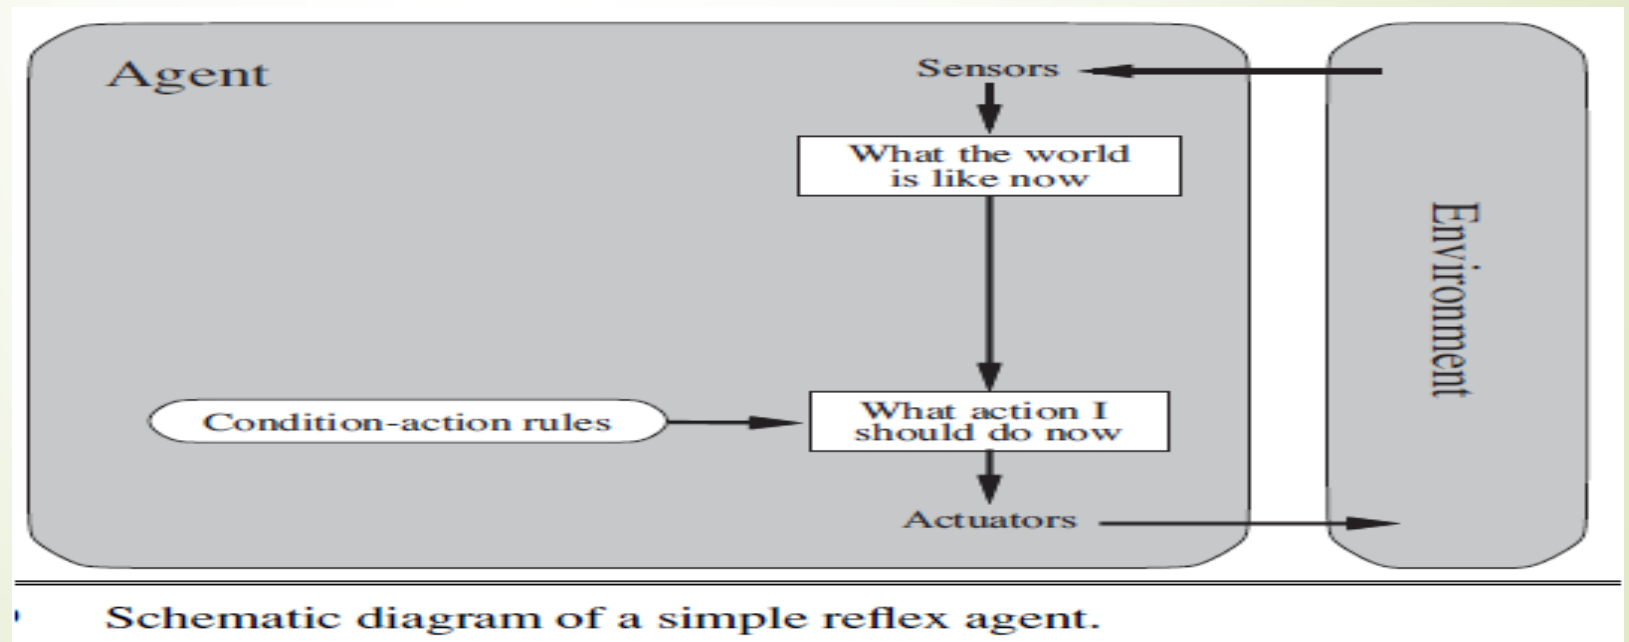 Agent
Sensors
What the world
is like now
Environment
Condition-action rules
What action I
should do now
Actuators
Schematic diagram of a simple reflex agent.